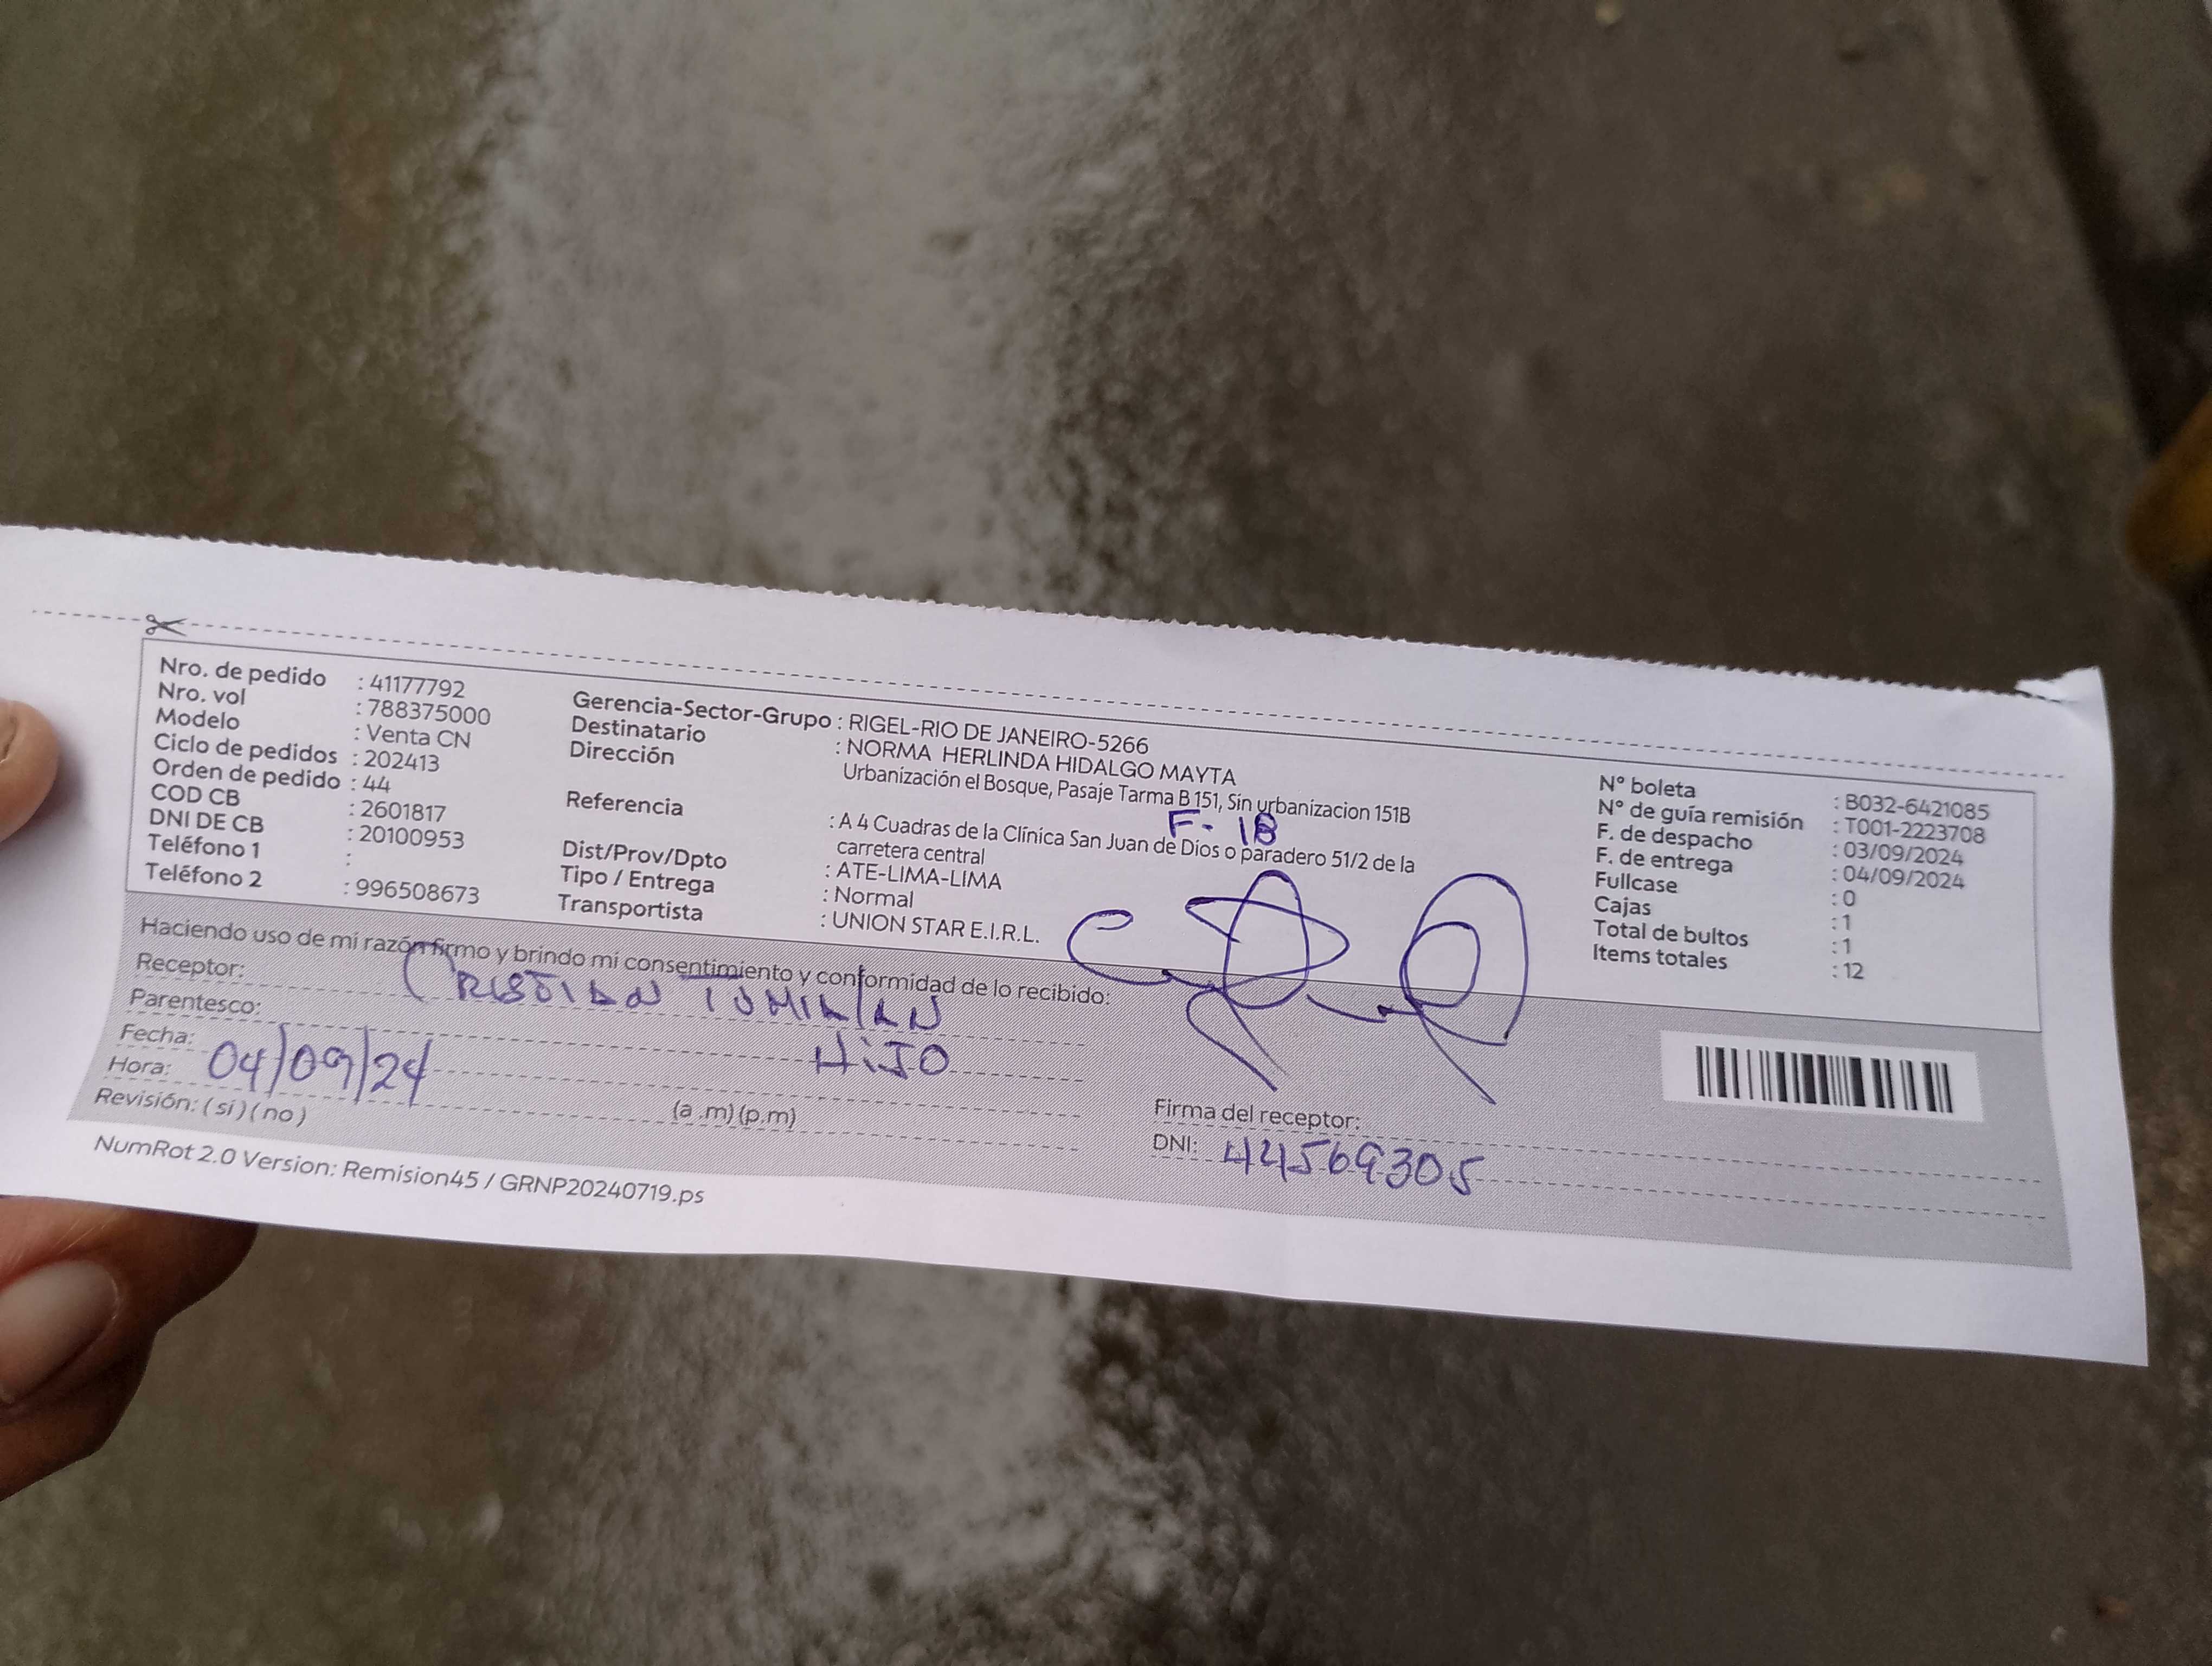 Nro. de pedido : 41177792
Nro. vol : 788375000
Modelo : Venta CN
Ciclo de pedidos : 202413
Orden de pedido : 44
COD CB : 2601817
DNI DE CB : 20100953
Teléfono 1 :
Teléfono 2 : 996508673
Gerencia-Sector-Grupo : RIGEL-RIO DE JANEIRO-5266
Destinatario : NORMA HERLINDA HIDALGO MAYTA
Dirección Urbanización el Bosque, Pasaje Tarma B 151, Sin urbanizacion 151B
F- 18
Referencia : A 4 Cuadras de la Clínica San Juan de Dios o paradero 51/2 de la
carretera central
Dist/Prov/Dpto : ATE-LIMA-LIMA
Tipo / Entrega : Normal
Transportista : UNION STAR E.I.R.L.
N° boleta : B032-6421085
N° de guía remisión : T001-2223708
F. de despacho : 03/09/2024
F. de entrega : 04/09/2024
Fullcase : 0
Cajas : 1
Total de bultos : 1
Items totales : 12
Haciendo uso de mi razón firmo y brindo mi consentimiento y conformidad de lo recibido:
Receptor: CRISTIAN
Parentesco: HIJO
Fecha: 04/09/24
Hora: (a .m) (p.m)
Revisión: ( si ) ( no )
Firma del receptor:
DNI: 44569305
NumRot 2.0 Version: Remision45 / GRNP20240719.ps